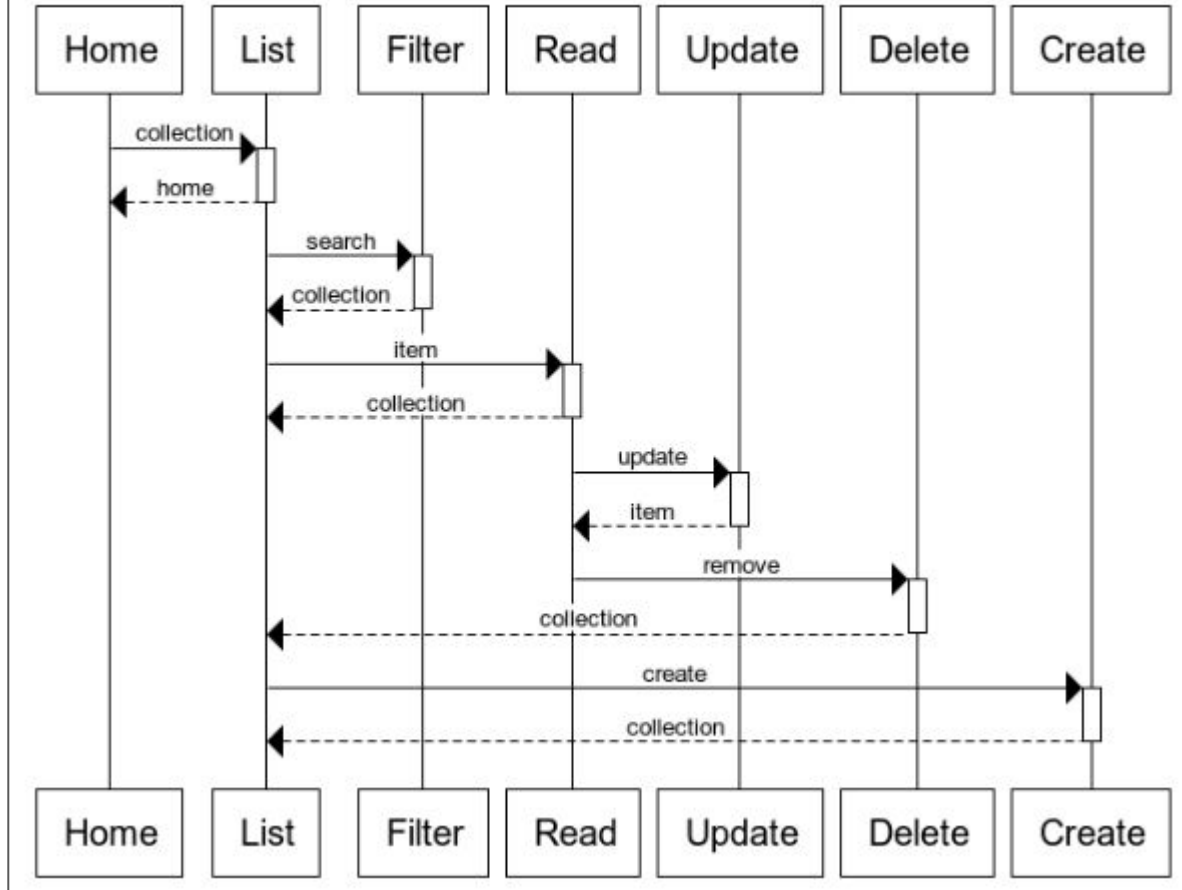 Home List Filter Read Update Delete Create
collection
home
search
collection
item
collection
update
item
remove
collection
create
collection
Home List Filter Read Update Delete Create